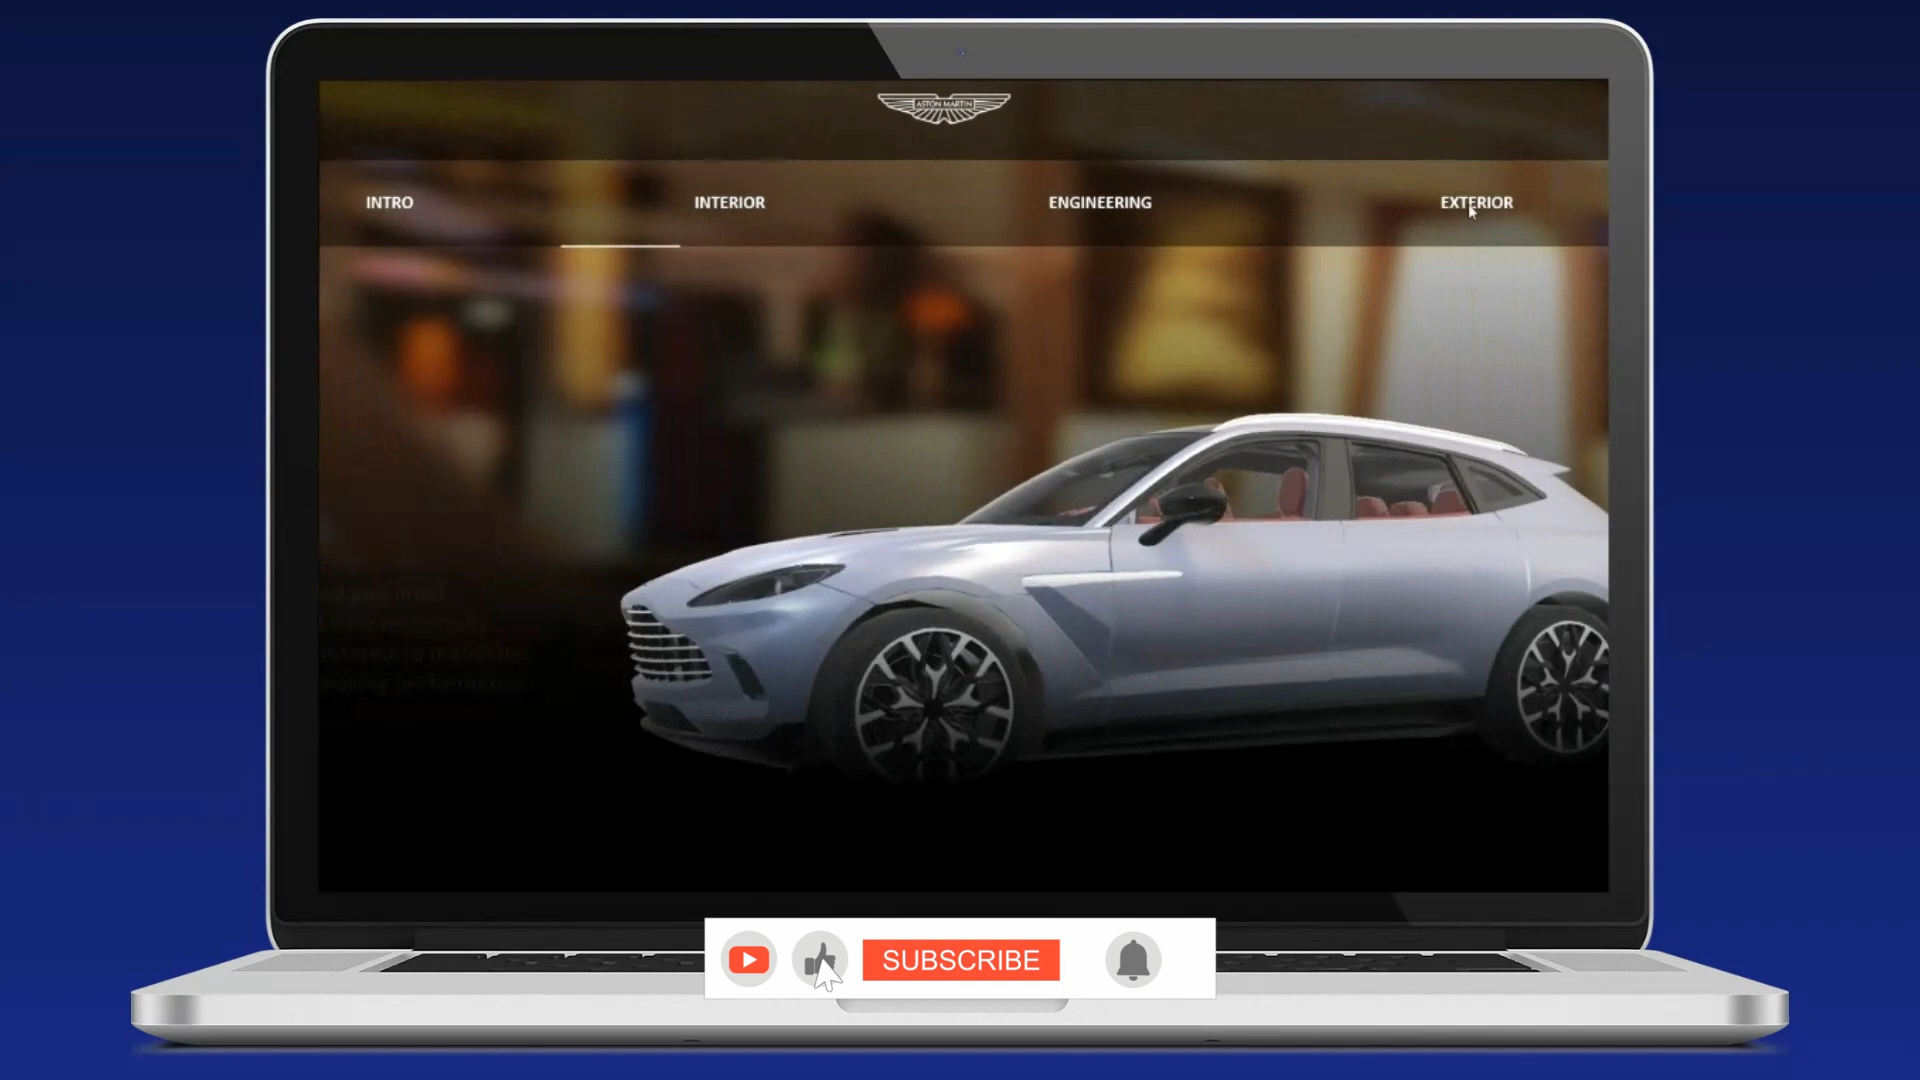 ASTON MARTIN
INTRO
INTERIOR
ENGINEERING
EXTERIOR
SUBSCRIBE